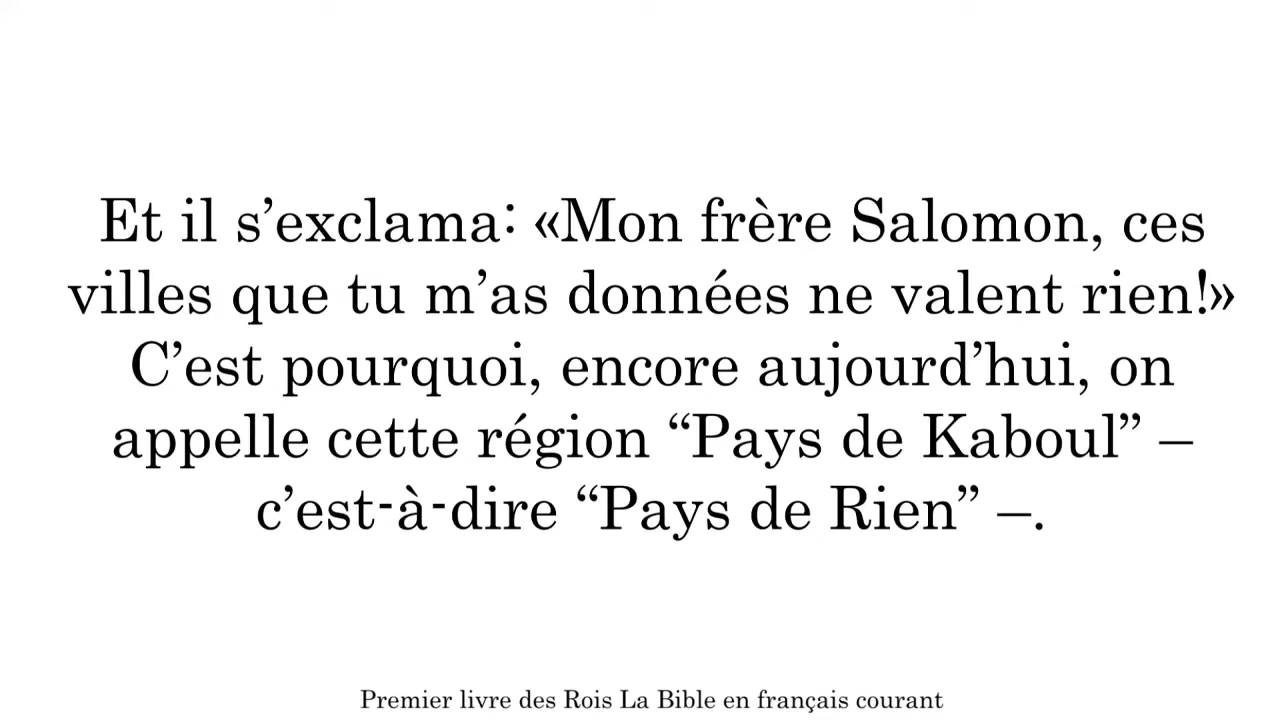 Et il s’exclama: «Mon frère Salomon, ces
villes que tu m’as données ne valent rien!»
C’est pourquoi, encore aujourd’hui, on
appelle cette région “Pays de Kaboul” –
c’est-à-dire “Pays de Rien” –.
Premier livre des Rois La Bible en français courant